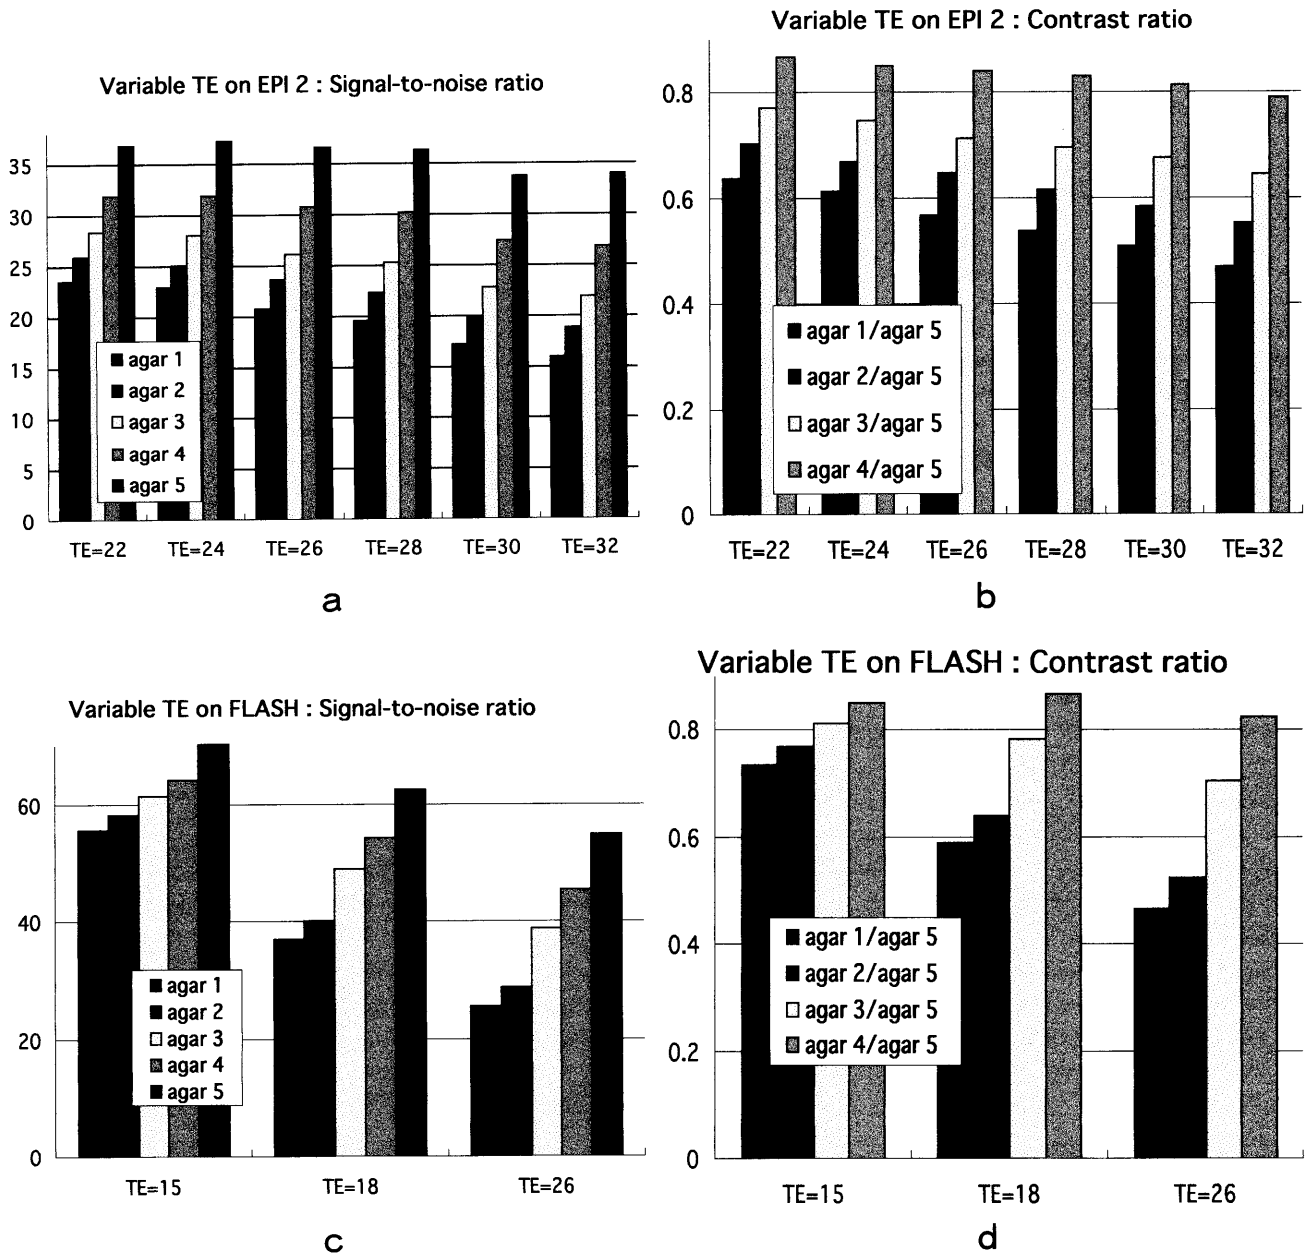 Variable TE on EPI 2 : Signal-to-noise ratio
35
30
25
20
15
10
5
0
agar 1
agar 2
agar 3
agar 4
agar 5
TE=22 TE=24 TE=26 TE=28 TE=30 TE=32
a
Variable TE on EPI 2 : Contrast ratio
0.8
0.6
0.4
0.2
0
agar 1/agar 5
agar 2/agar 5
agar 3/agar 5
agar 4/agar 5
TE=22 TE=24 TE=26 TE=28 TE=30 TE=32
b
Variable TE on FLASH : Signal-to-noise ratio
60
40
20
0
agar 1
agar 2
agar 3
agar 4
agar 5
TE=15 TE=18 TE=26
c
Variable TE on FLASH : Contrast ratio
0.8
0.6
0.4
0.2
0
agar 1/agar 5
agar 2/agar 5
agar 3/agar 5
agar 4/agar 5
TE=15 TE=18 TE=26
d